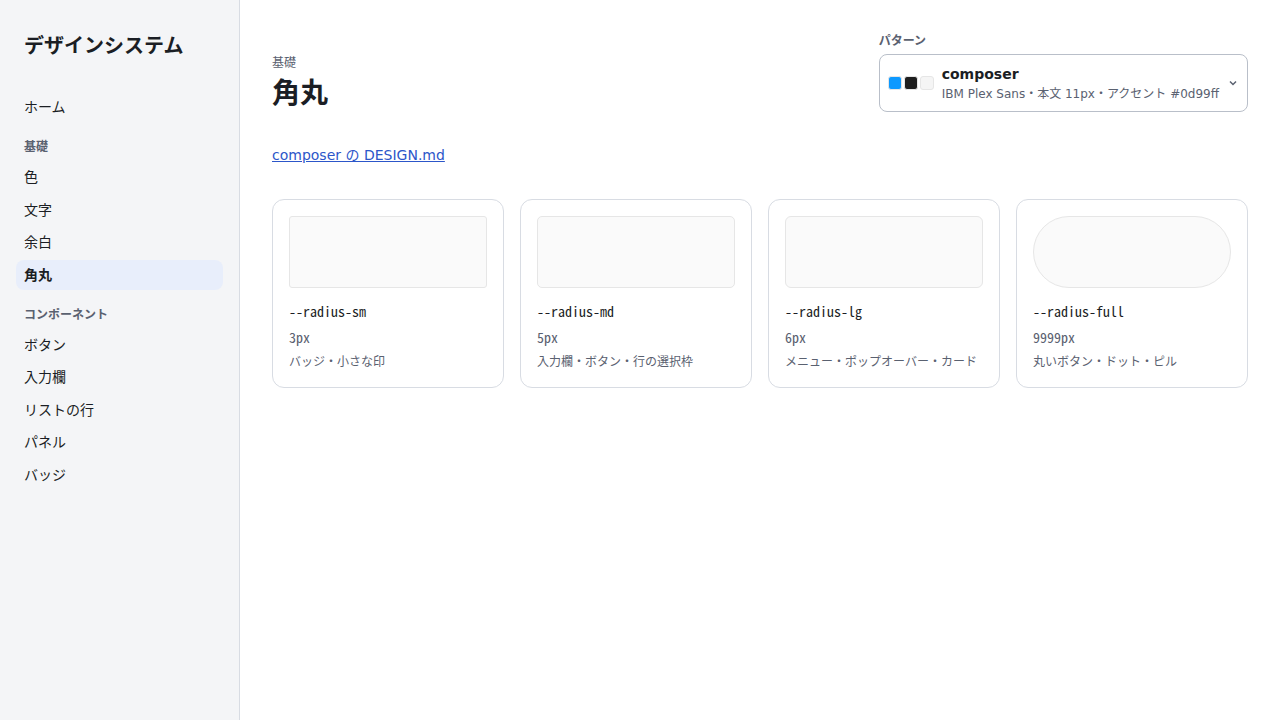 デザインシステム
ホーム
基礎
色
文字
余白
角丸
コンポーネント
ボタン
入力欄
リストの行
パネル
バッジ
基礎
角丸
パターン
composer
IBM Plex Sans・本文 11px・アクセント #0d99ff
composer の DESIGN.md
--radius-sm
3px
バッジ・小さな印
--radius-md
5px
入力欄・ボタン・行の選択枠
--radius-lg
6px
メニュー・ポップオーバー・カード
--radius-full
9999px
丸いボタン・ドット・ピル